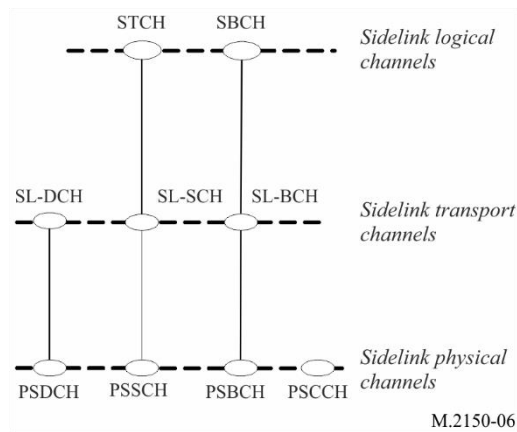 STCH SBCH
Sidelink logical
channels
SL-DCH SL-SCH SL-BCH
Sidelink transport
channels
Sidelink physical
channels
PSDCH PSSCH PSBCH PSCCH
M.2150-06